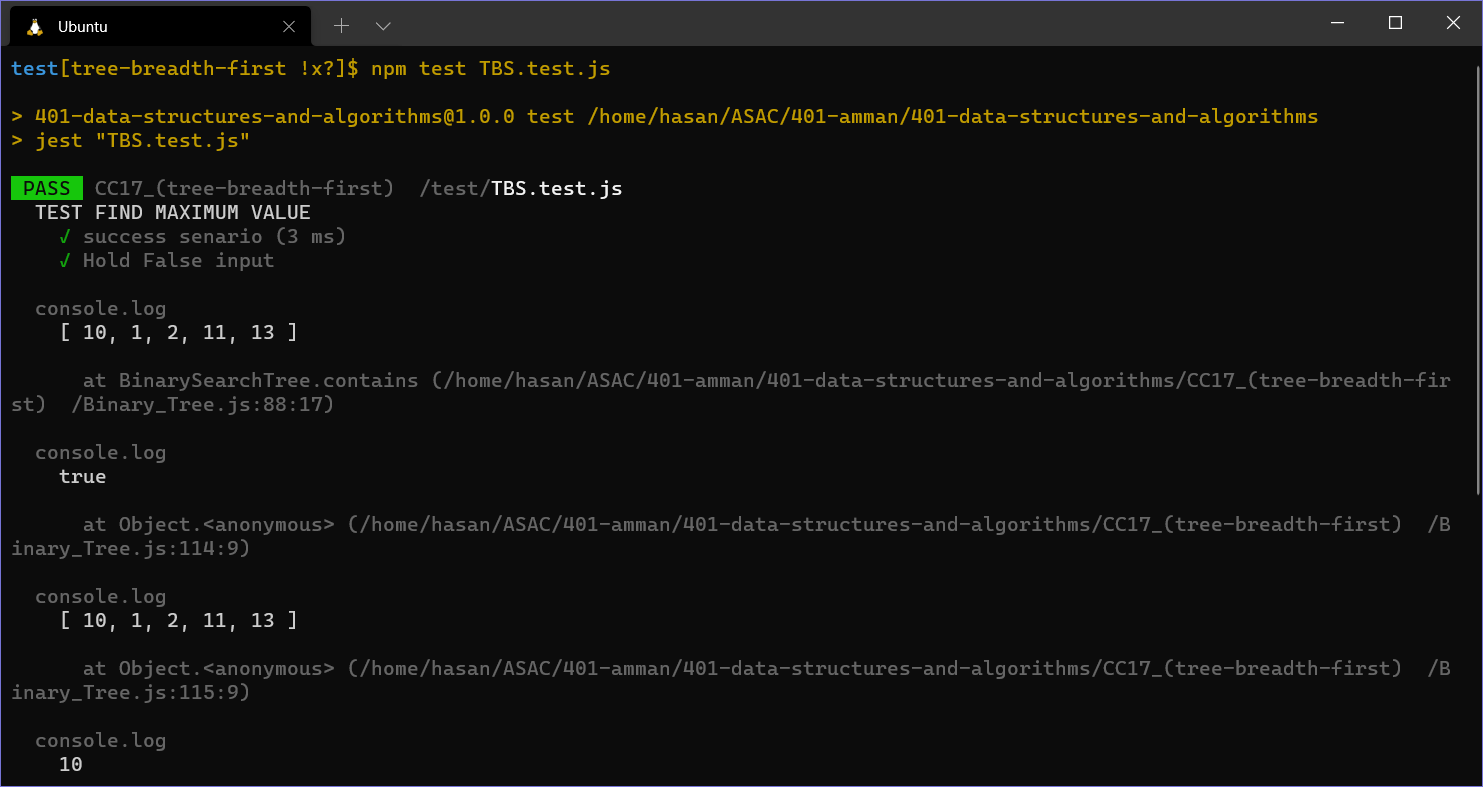 Ubuntu
test[tree-breadth-first !x?]$ npm test TBS.test.js
> 401-data-structures-and-algorithms@1.0.0 test /home/hasan/ASAC/401-amman/401-data-structures-and-algorithms
> jest "TBS.test.js"
PASS CC17_(tree-breadth-first)  /test/TBS.test.js
TEST FIND MAXIMUM VALUE
√ success senario (3 ms)
√ Hold False input
console.log
[ 10, 1, 2, 11, 13 ]
at BinarySearchTree.contains (/home/hasan/ASAC/401-amman/401-data-structures-and-algorithms/CC17_(tree-breadth-fir
st)  /Binary_Tree.js:88:17)
console.log
true
at Object.<anonymous> (/home/hasan/ASAC/401-amman/401-data-structures-and-algorithms/CC17_(tree-breadth-first)  /B
inary_Tree.js:114:9)
console.log
[ 10, 1, 2, 11, 13 ]
at Object.<anonymous> (/home/hasan/ASAC/401-amman/401-data-structures-and-algorithms/CC17_(tree-breadth-first)  /B
inary_Tree.js:115:9)
console.log
10